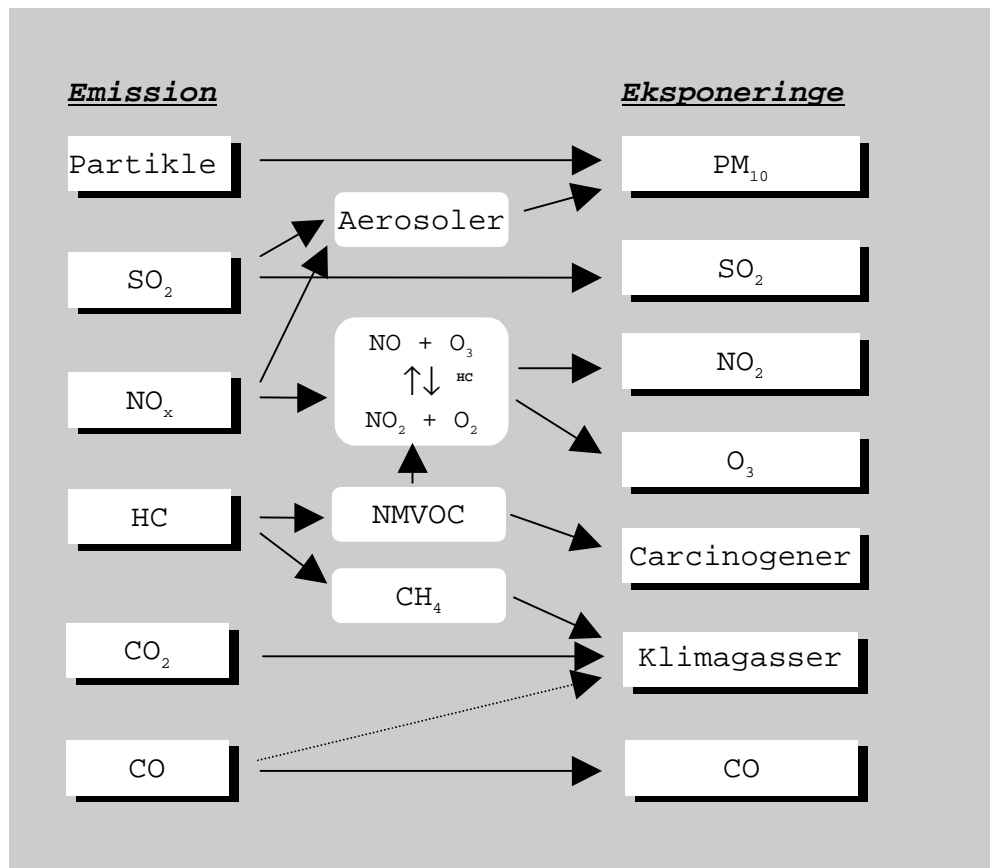 Emission
Eksponeringe
Partikle
PM₁₀
Aerosoler
SO₂
SO₂
NO + O₃
↑↓ HC
NO₂ + O₂
NO₂
NOₓ
O₃
HC
NMVOC
Carcinogener
CH₄
CO₂
Klimagasser
CO
CO